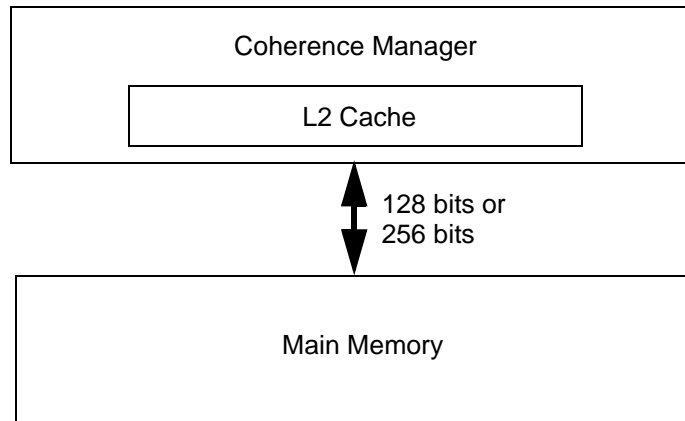 Coherence Manager
L2 Cache
128 bits or
256 bits
Main Memory